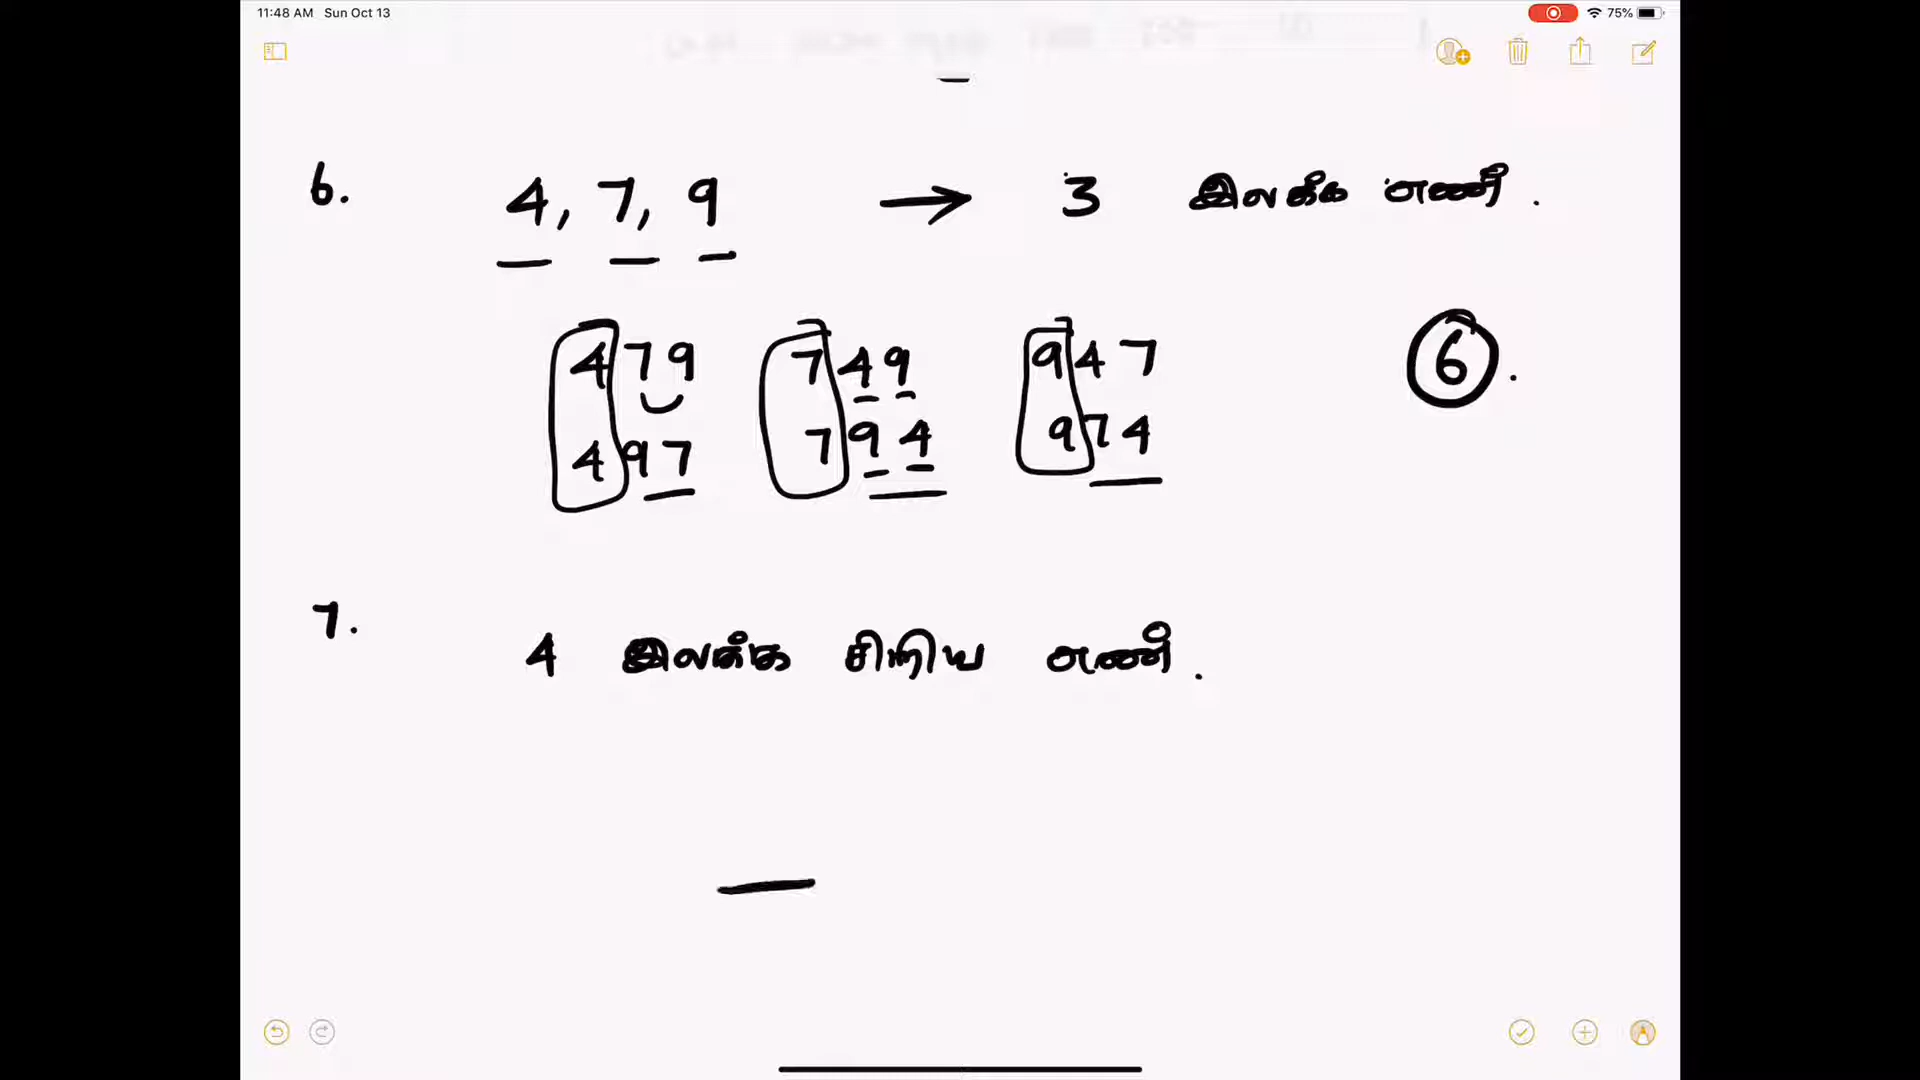 11:48 AM Sun Oct 13
75%
6. 4, 7, 9 → 3 இலக்க எண் .
479 749 947 6 .
497 794 974
7. 4 இலக்க சிறிய எண் .